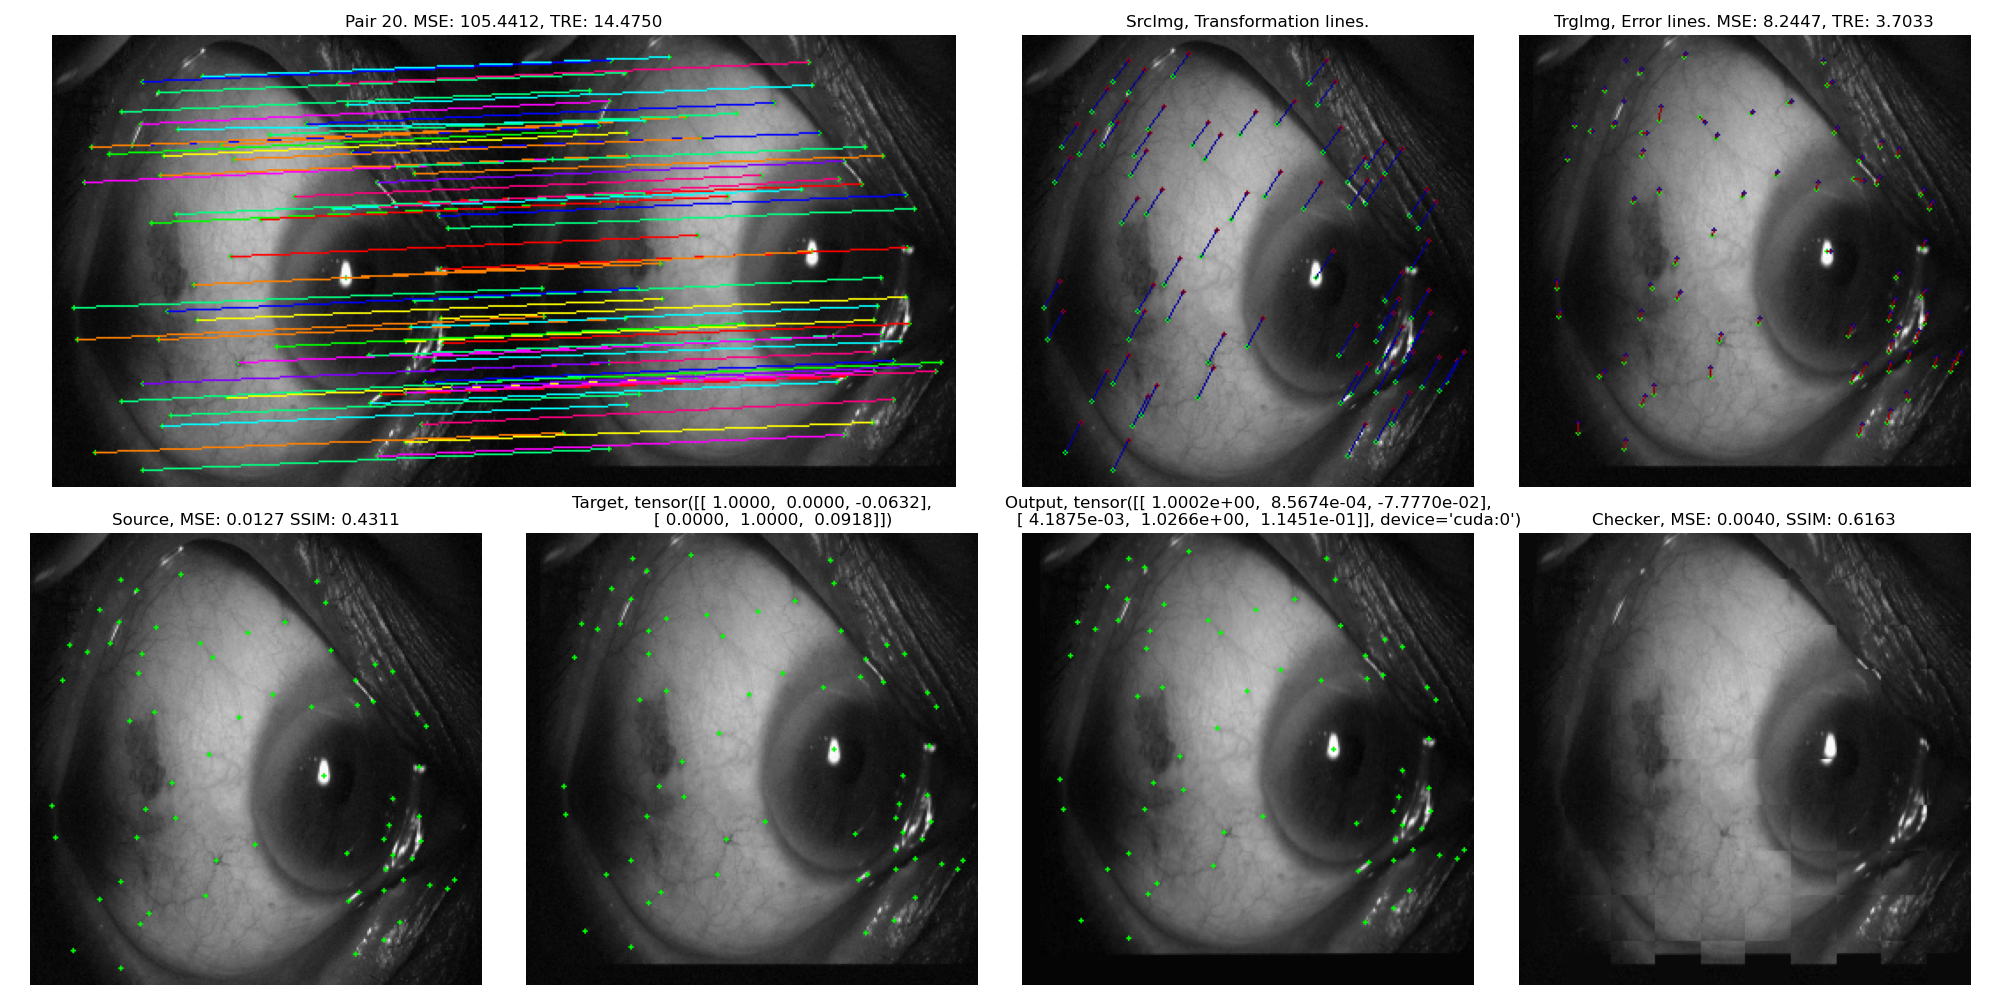 Pair 20. MSE: 105.4412, TRE: 14.4750
SrcImg, Transformation lines.
TrgImg, Error lines. MSE: 8.2447, TRE: 3.7033
Source, MSE: 0.0127 SSIM: 0.4311
Target, tensor([[ 1.0000, 0.0000, -0.0632],
[ 0.0000, 1.0000, 0.0918]])
Output, tensor([[ 1.0002e+00, 8.5674e-04, -7.7770e-02],
[ 4.1875e-03, 1.0266e+00, 1.1451e-01]], device='cuda:0')
Checker, MSE: 0.0040, SSIM: 0.6163